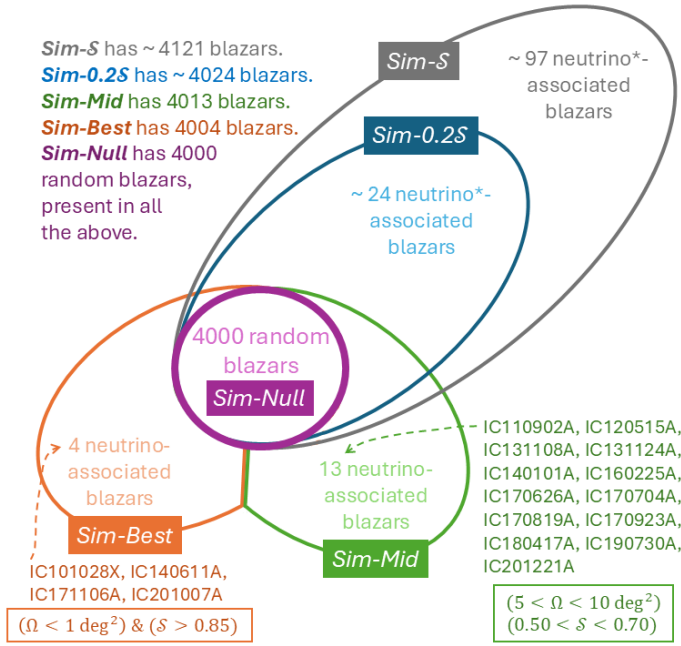 Sim-𝒮 has ~ 4121 blazars.
Sim-0.2𝒮 has ~ 4024 blazars.
Sim-Mid has 4013 blazars.
Sim-Best has 4004 blazars.
Sim-Null has 4000
random blazars,
present in all
the above.
Sim-𝒮
~ 97 neutrino*-
associated
blazars
Sim-0.2𝒮
~ 24 neutrino*-
associated
blazars
4000 random
blazars
Sim-Null
4 neutrino-
associated
blazars
Sim-Best
IC101028X, IC140611A,
IC171106A, IC201007A
(Ω < 1 deg²) & (𝒮 > 0.85)
13 neutrino-
associated
blazars
Sim-Mid
IC110902A, IC120515A,
IC131108A, IC131124A,
IC140101A, IC160225A,
IC170626A, IC170704A,
IC170819A, IC170923A,
IC180417A, IC190730A,
IC201221A
(5 < Ω < 10 deg²)
(0.50 < 𝒮 < 0.70)